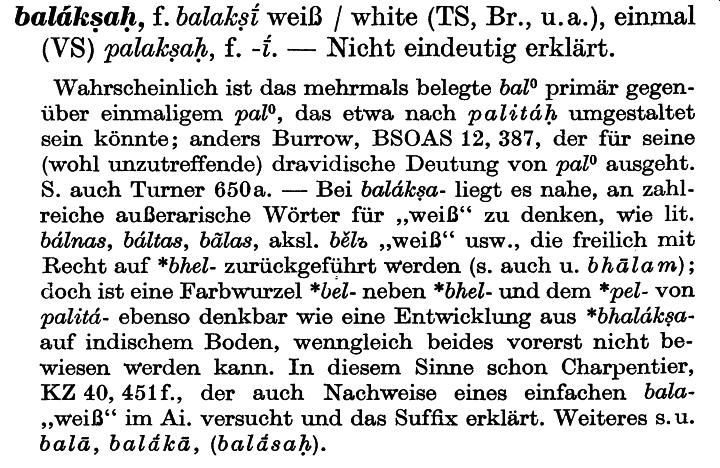 balákṣaḥ, f. balakṣī́ weiß / white (TS, Br., u. a.), einmal
(VS) palakṣaḥ, f. -ī́. — Nicht eindeutig erklärt.
Wahrscheinlich ist das mehrmals belegte bal⁰ primär gegen-
über einmaligem pal⁰, das etwa nach palitáḥ umgestaltet
sein könnte; anders Burrow, BSOAS 12, 387, der für seine
(wohl unzutreffende) dravidische Deutung von pal⁰ ausgeht.
S. auch Turner 650a. — Bei balákṣa- liegt es nahe, an zahl-
reiche außerarische Wörter für „weiß“ zu denken, wie lit.
bálnas, báltas, bãlas, aksl. bělъ „weiß“ usw., die freilich mit
Recht auf *bhel- zurückgeführt werden (s. auch u. bhālam);
doch ist eine Farbwurzel *bel- neben *bhel- und dem *pel- von
palitá- ebenso denkbar wie eine Entwicklung aus *bhalákṣa-
auf indischem Boden, wenngleich beides vorerst nicht be-
wiesen werden kann. In diesem Sinne schon Charpentier,
KZ 40, 451f., der auch Nachweise eines einfachen bala-
„weiß“ im Ai. versucht und das Suffix erklärt. Weiteres s. u.
balā, balā́kā, (balā́saḥ).